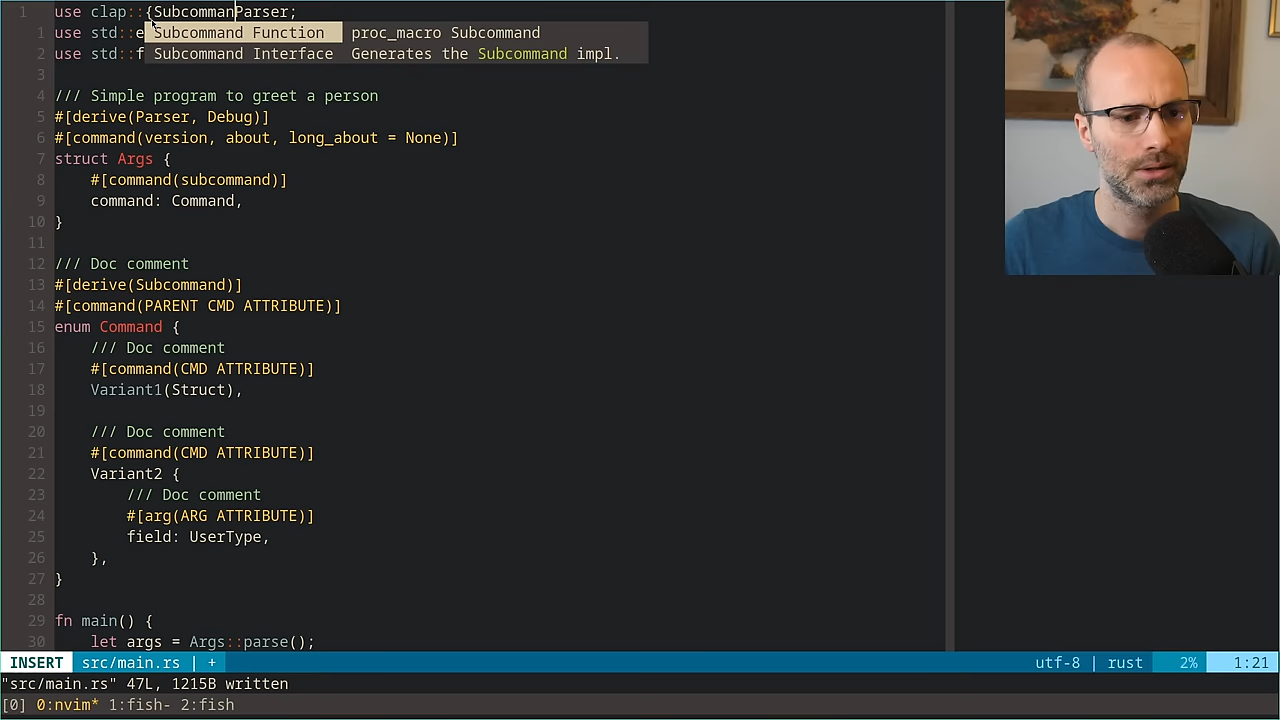 1 use clap::{SubcommanParser;
1 use std::e Subcommand Function proc_macro Subcommand
2 use std::f Subcommand Interface Generates the Subcommand impl.
3
4 /// Simple program to greet a person
5 #[derive(Parser, Debug)]
6 #[command(version, about, long_about = None)]
7 struct Args {
8 #[command(subcommand)]
9 command: Command,
10 }
11
12 /// Doc comment
13 #[derive(Subcommand)]
14 #[command(PARENT CMD ATTRIBUTE)]
15 enum Command {
16 /// Doc comment
17 #[command(CMD ATTRIBUTE)]
18 Variant1(Struct),
19
20 /// Doc comment
21 #[command(CMD ATTRIBUTE)]
22 Variant2 {
23 /// Doc comment
24 #[arg(ARG ATTRIBUTE)]
25 field: UserType,
26 },
27 }
28
29 fn main() {
30 let args = Args::parse();
INSERT src/main.rs | + utf-8 | rust 2% 1:21
"src/main.rs" 47L, 1215B written
[0] 0:nvim* 1:fish- 2:fish